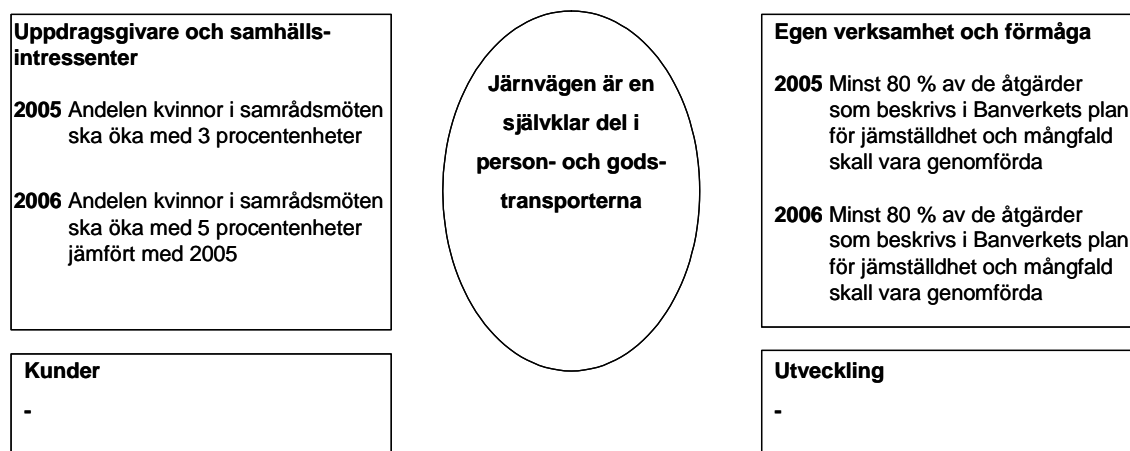 Uppdragsgivare och samhälls-
intressenter
2005 Andelen kvinnor i samrådsmöten
ska öka med 3 procentenheter
2006 Andelen kvinnor i samrådsmöten
ska öka med 5 procentenheter
jämfört med 2005
Järnvägen är en
självklar del i
person- och gods-
transporterna
Egen verksamhet och förmåga
2005 Minst 80 % av de åtgärder
som beskrivs i Banverkets plan
för jämställdhet och mångfald
skall vara genomförda
2006 Minst 80 % av de åtgärder
som beskrivs i Banverkets plan
för jämställdhet och mångfald
skall vara genomförda
Kunder
-
Utveckling
-